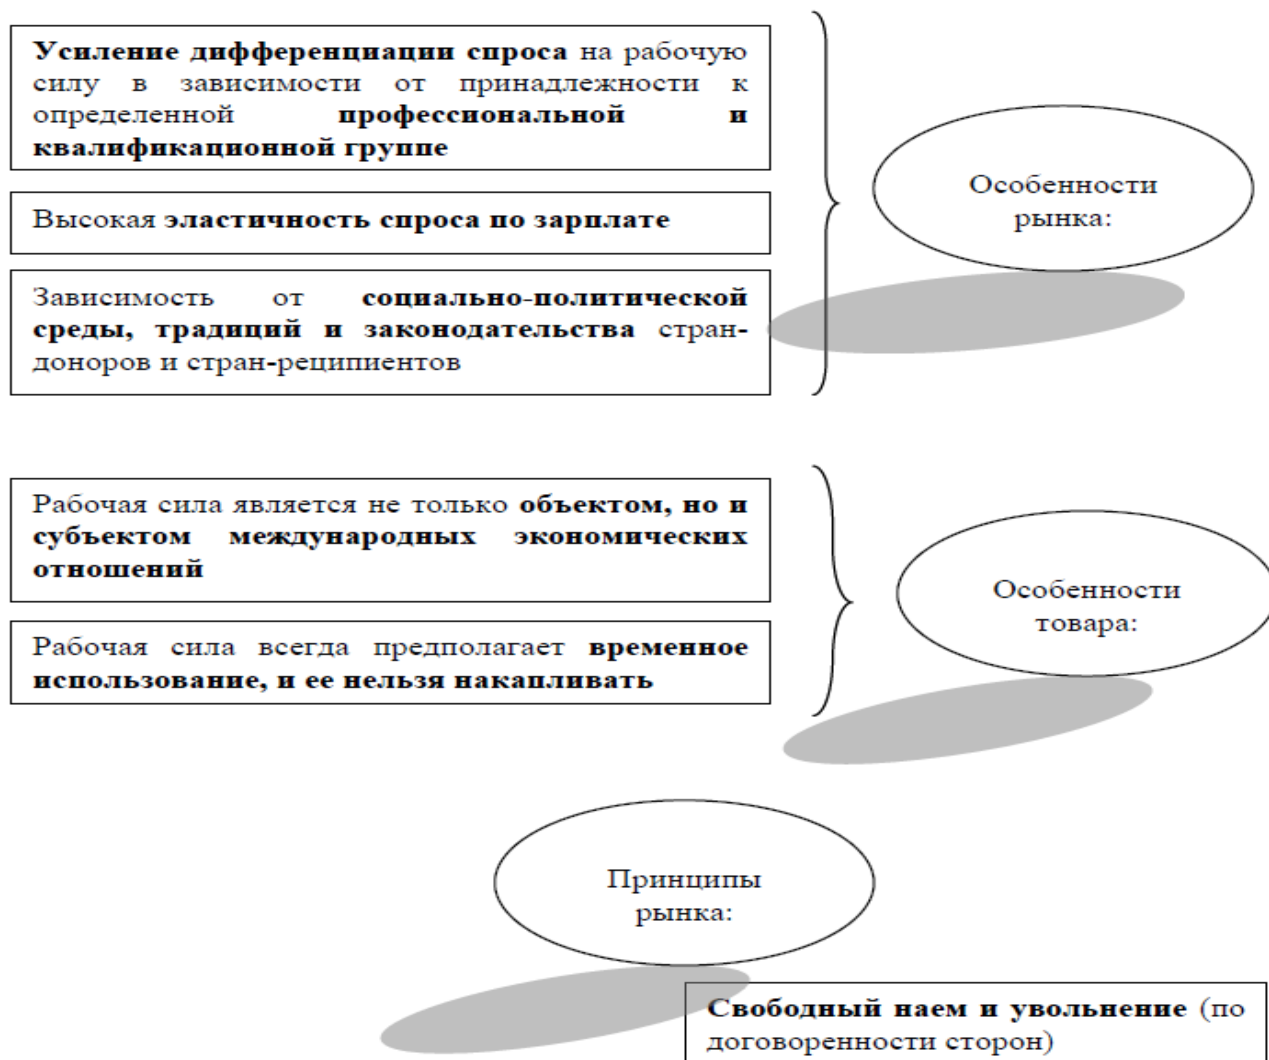 Усиление дифференциации спроса на рабочую
силу в зависимости от принадлежности к
определенной профессиональной и
квалификационной группе
Высокая эластичность спроса по зарплате
Зависимость от социально-политической
среды, традиций и законодательства стран-
доноров и стран-реципиентов
Особенности
рынка:
Рабочая сила является не только объектом, но и
субъектом международных экономических
отношений
Рабочая сила всегда предполагает временное
использование, и ее нельзя накапливать
Особенности
товара:
Принципы
рынка:
Свободный наем и увольнение (по
договоренности сторон)